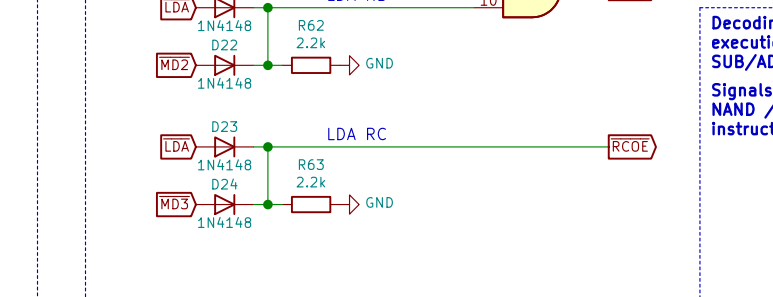 LDA
1N4148
D22
MD2
1N4148
R62
2.2k
GND
10
Decodin
executi
SUB/AD
Signals
NAND /
instruct
D23
LDA
1N4148
D24
MD3
1N4148
LDA RC
R63
2.2k
GND
RCOE